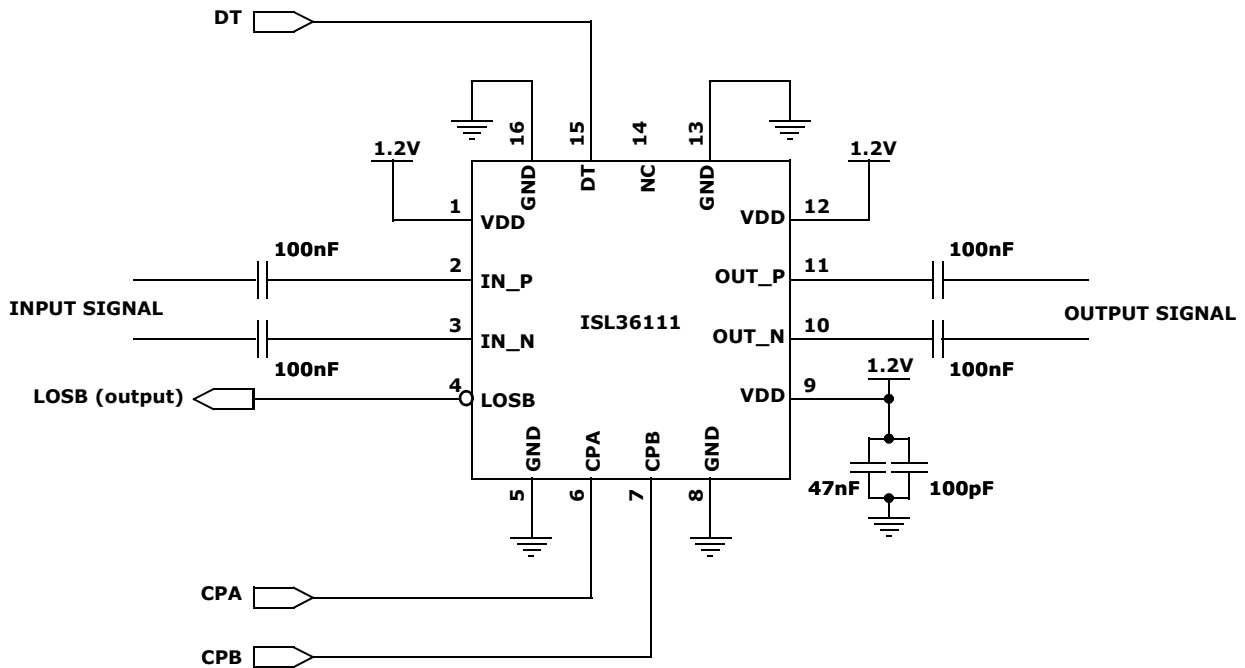 DT
16
15
14
13
1.2V
1.2V
GND
DT
NC
GND
1
VDD
VDD
12
100nF
100nF
2
IN_P
OUT_P
11
INPUT SIGNAL
ISL36111
OUTPUT SIGNAL
3
IN_N
OUT_N
10
100nF
100nF
1.2V
LOSB (output)
4
LOSB
VDD
9
GND
CPA
CPB
GND
5
6
7
8
47nF
100pF
CPA
CPB